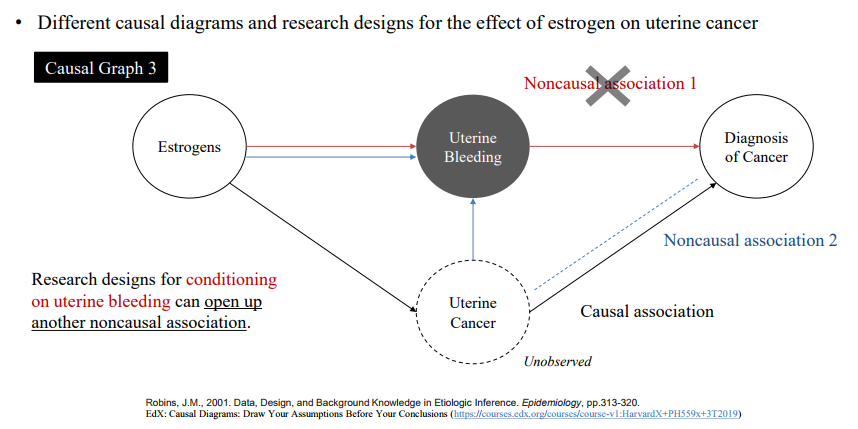 • Different causal diagrams and research designs for the effect of estrogen on uterine cancer
Causal Graph 3
Noncausal association 1
Estrogens
Uterine
Bleeding
Diagnosis
of Cancer
Noncausal association 2
Research designs for conditioning
on uterine bleeding can open up
another noncausal association.
Uterine
Cancer
Causal association
Unobserved
Robins, J.M., 2001. Data, Design, and Background Knowledge in Etiologic Inference. Epidemiology, pp.313-320.
EdX: Causal Diagrams: Draw Your Assumptions Before Your Conclusions (https://courses.edx.org/courses/course-v1:HarvardX+PH559x+3T2019)